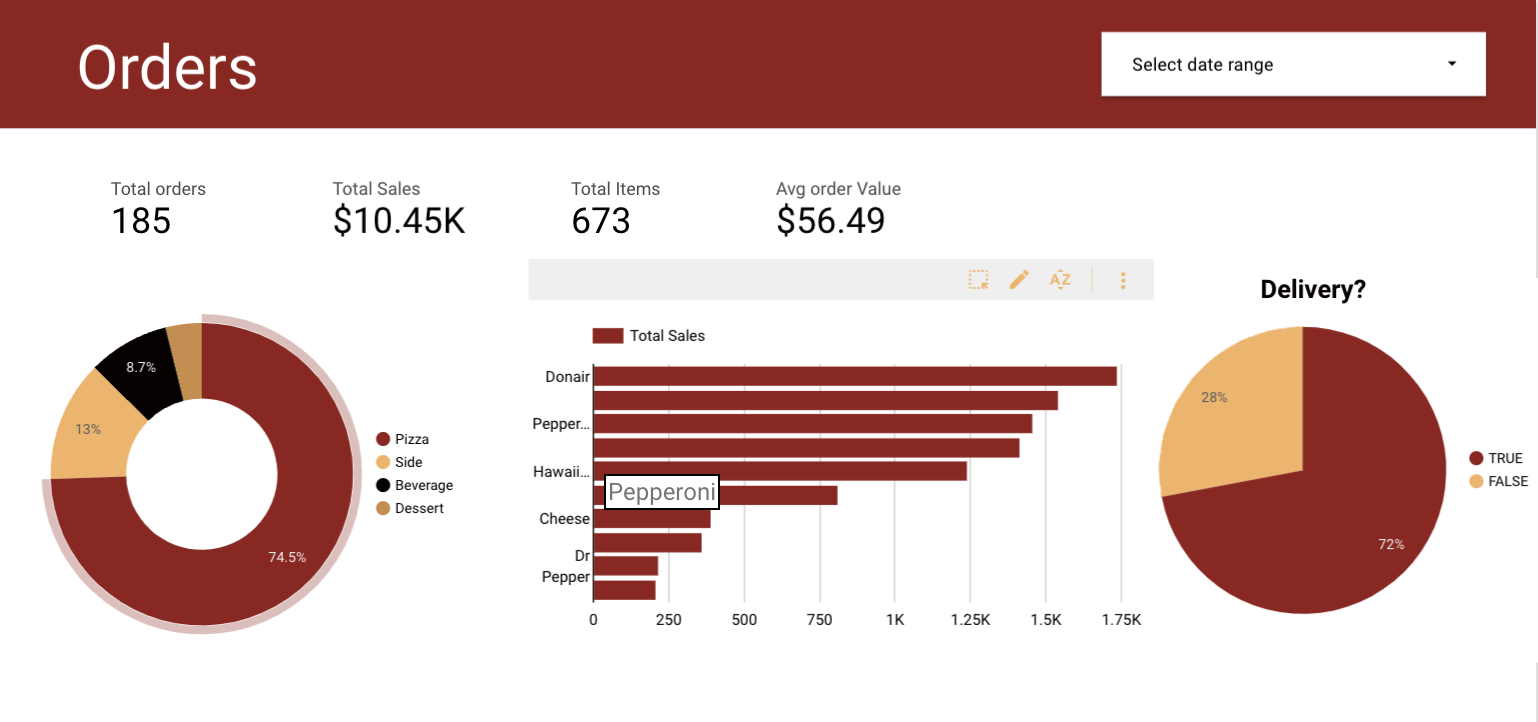 Orders
Select date range
Total orders
185
Total Sales
$10.45K
Total Items
673
Avg order Value
$56.49
AZ
8.7%
13%
74.5%
Pizza
Side
Beverage
Dessert
Total Sales
Donair
Pepper...
Hawaii...
Pepperoni
Cheese
Dr
Pepper
0 250 500 750 1K 1.25K 1.5K 1.75K
Delivery?
28%
72%
TRUE
FALSE